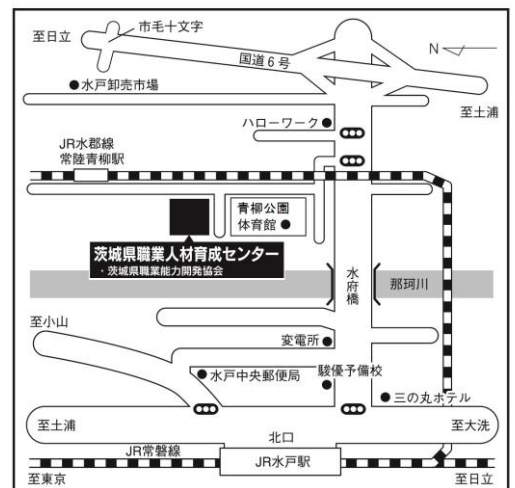 市毛十文字
至日立
国道6号
N
水戸卸売市場
至土浦
ハローワーク
JR水郡線
常陸青柳駅
青柳公園
体育館
茨城県職業人材育成センター
・茨城県職業能力開発協会
水府橋
那珂川
至小山
変電所
水戸中央郵便局
駿優予備校
三の丸ホテル
至土浦
至大洗
北口
JR常磐線
JR水戸駅
至東京
至日立